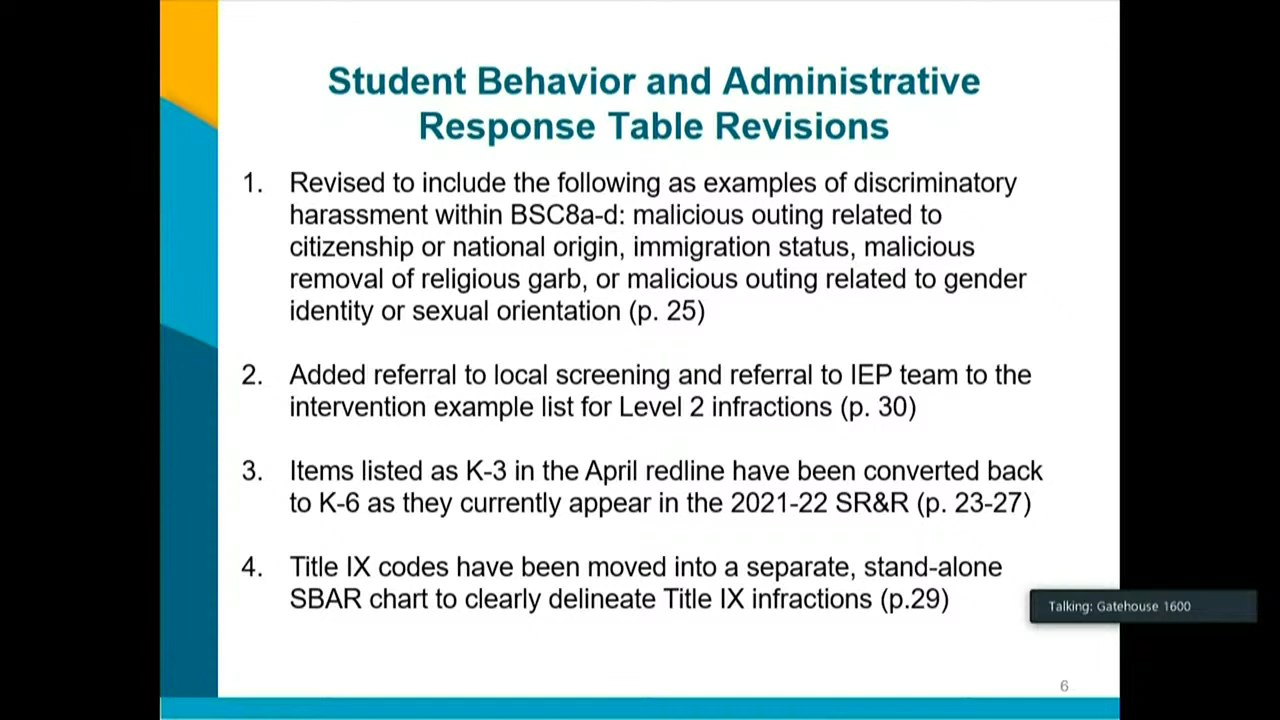 Student Behavior and Administrative
Response Table Revisions
1. Revised to include the following as examples of discriminatory
harassment within BSC8a-d: malicious outing related to
citizenship or national origin, immigration status, malicious
removal of religious garb, or malicious outing related to gender
identity or sexual orientation (p. 25)
2. Added referral to local screening and referral to IEP team to the
intervention example list for Level 2 infractions (p. 30)
3. Items listed as K-3 in the April redline have been converted back
to K-6 as they currently appear in the 2021-22 SR&R (p. 23-27)
4. Title IX codes have been moved into a separate, stand-alone
SBAR chart to clearly delineate Title IX infractions (p.29)
Talking: Gatehouse 1600
6